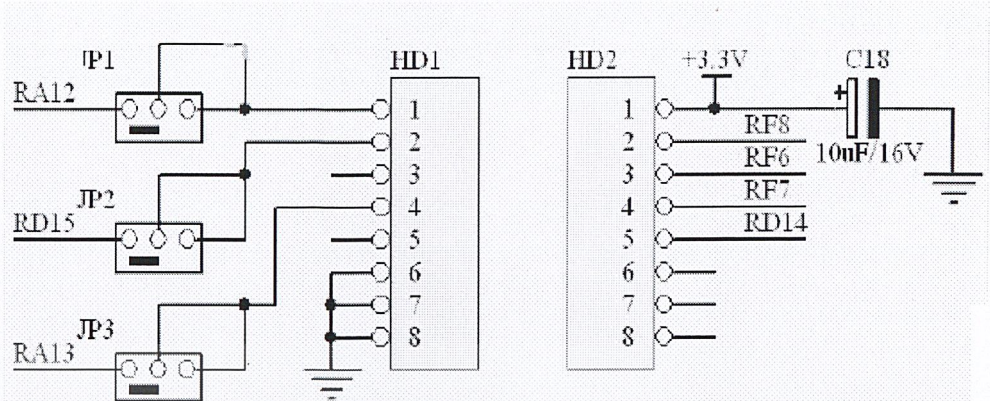 JP1
HD1
HD2
+3.3V
C18
RA12
1
1
+
2
2
RF8
10uF/16V
3
3
RF6
JP2
4
4
RF7
RD15
5
5
RD14
6
6
7
7
JP3
8
8
RA13